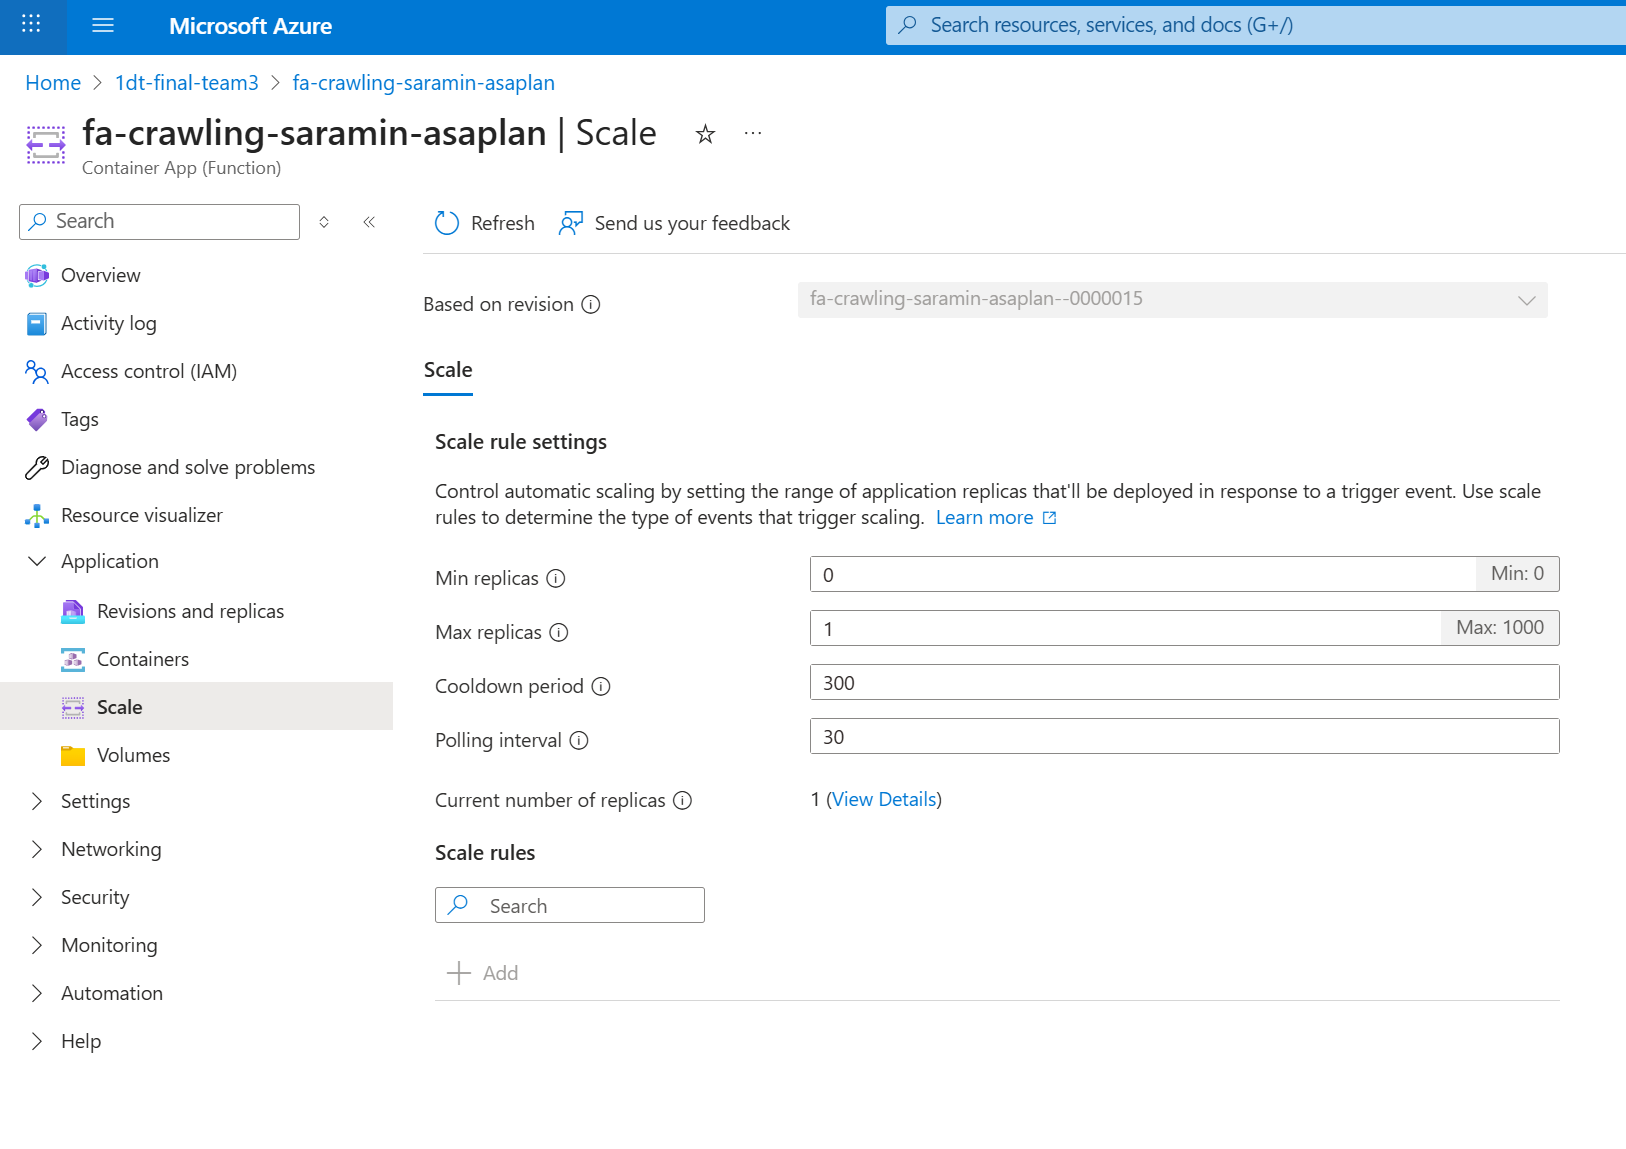 Microsoft Azure
Search resources, services, and docs (G+/)
Home > 1dt-final-team3 > fa-crawling-saramin-asaplan
fa-crawling-saramin-asaplan | Scale
Container App (Function)
Search
Refresh
Send us your feedback
Overview
Activity log
Access control (IAM)
Tags
Diagnose and solve problems
Resource visualizer
Application
Revisions and replicas
Containers
Scale
Volumes
Settings
Networking
Security
Monitoring
Automation
Help
Based on revision
fa-crawling-saramin-asaplan--0000015
Scale
Scale rule settings
Control automatic scaling by setting the range of application replicas that'll be deployed in response to a trigger event. Use scale
rules to determine the type of events that trigger scaling. Learn more
Min replicas
0
Min: 0
Max replicas
1
Max: 1000
Cooldown period
300
Polling interval
30
Current number of replicas
1 (View Details)
Scale rules
Search
Add